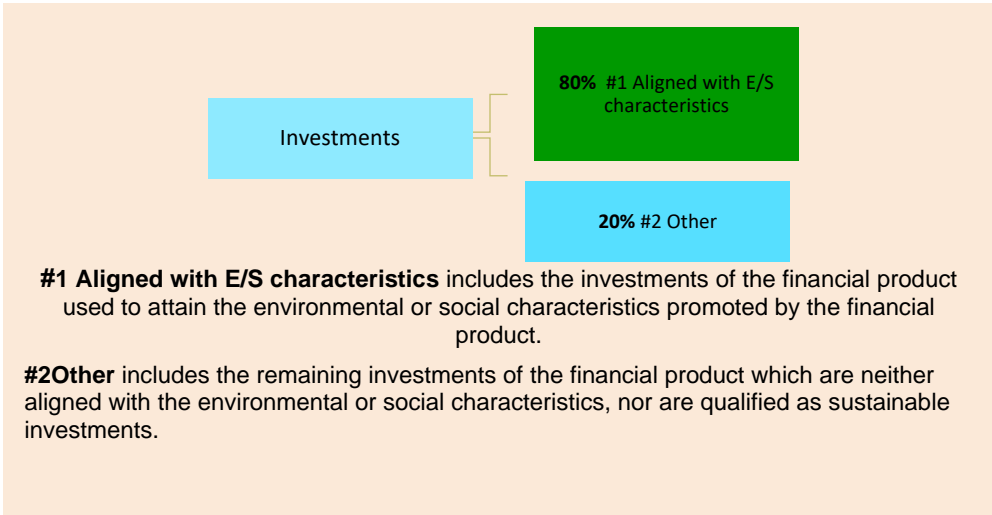 80% #1 Aligned with E/S
characteristics
Investments
20% #2 Other
#1 Aligned with E/S characteristics includes the investments of the financial product
used to attain the environmental or social characteristics promoted by the financial
product.
#2Other includes the remaining investments of the financial product which are neither
aligned with the environmental or social characteristics, nor are qualified as sustainable
investments.